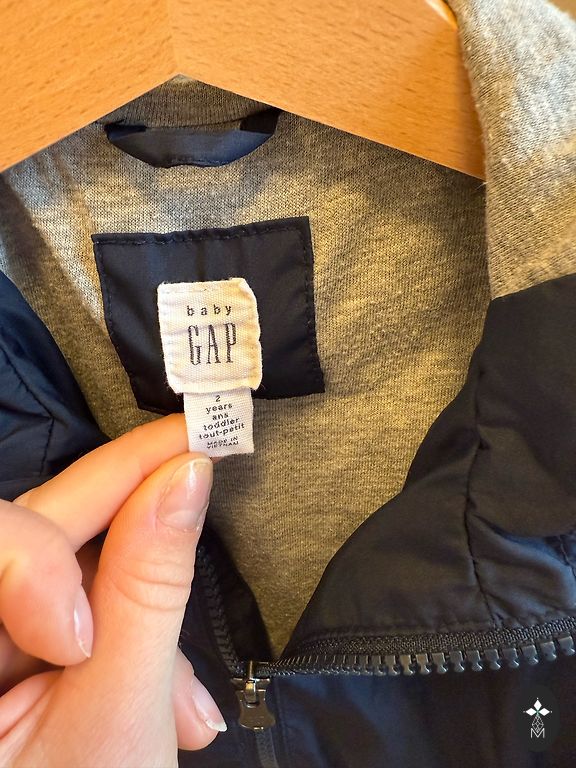 baby
GAP
2
years
ans
toddler
tout-petit
MADE IN
VIETNAM